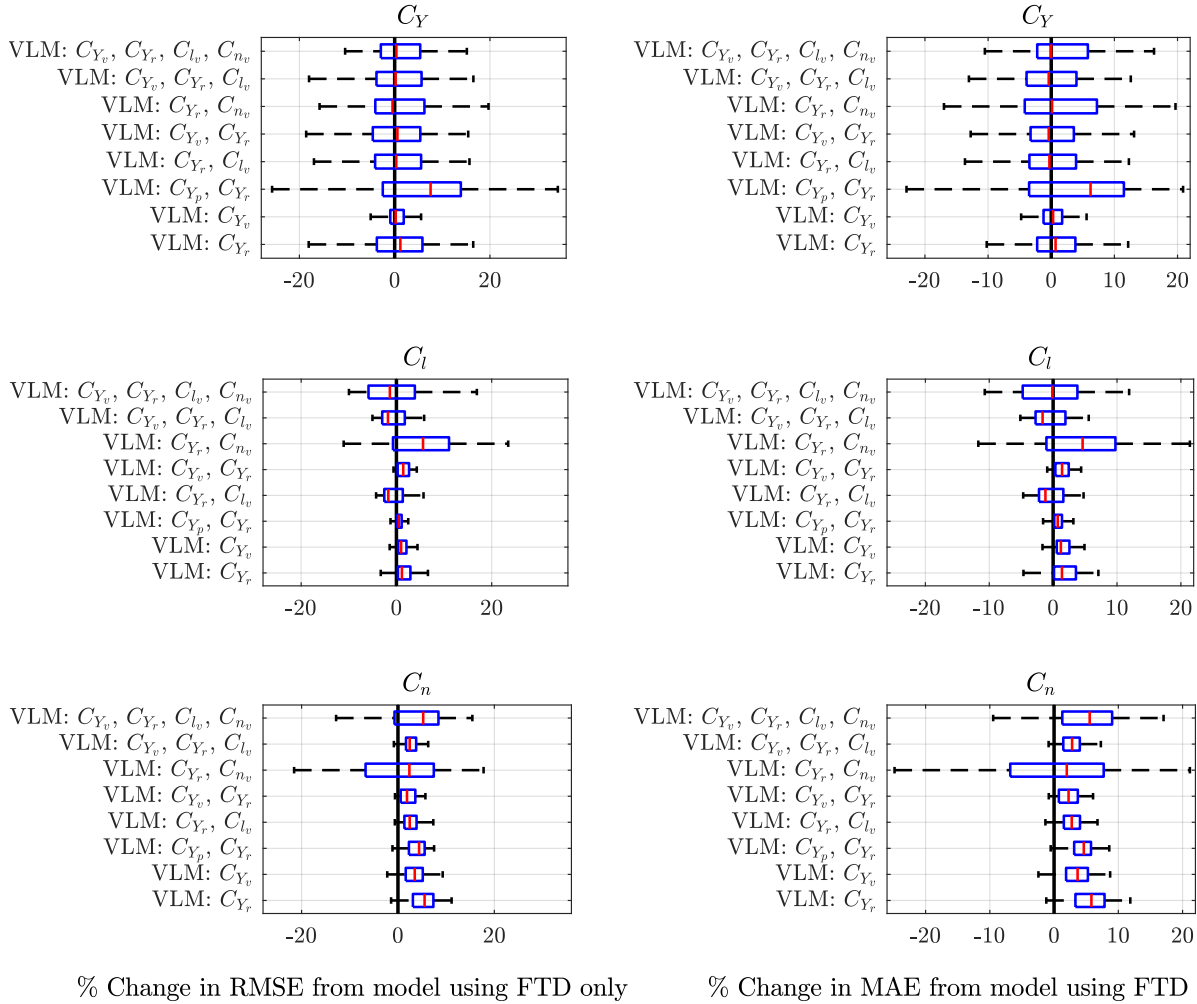 C_Y
VLM: C_{Y_v}, C_{Y_r}, C_{l_v}, C_{n_v}
VLM: C_{Y_v}, C_{Y_r}, C_{l_v}
VLM: C_{Y_r}, C_{n_v}
VLM: C_{Y_v}, C_{Y_r}
VLM: C_{Y_r}, C_{l_v}
VLM: C_{Y_p}, C_{Y_r}
VLM: C_{Y_v}
VLM: C_{Y_r}
-20 0 20
C_Y
VLM: C_{Y_v}, C_{Y_r}, C_{l_v}, C_{n_v}
VLM: C_{Y_v}, C_{Y_r}, C_{l_v}
VLM: C_{Y_r}, C_{n_v}
VLM: C_{Y_v}, C_{Y_r}
VLM: C_{Y_r}, C_{l_v}
VLM: C_{Y_p}, C_{Y_r}
VLM: C_{Y_v}
VLM: C_{Y_r}
-20 -10 0 10 20
C_l
VLM: C_{Y_v}, C_{Y_r}, C_{l_v}, C_{n_v}
VLM: C_{Y_v}, C_{Y_r}, C_{l_v}
VLM: C_{Y_r}, C_{n_v}
VLM: C_{Y_v}, C_{Y_r}
VLM: C_{Y_r}, C_{l_v}
VLM: C_{Y_p}, C_{Y_r}
VLM: C_{Y_v}
VLM: C_{Y_r}
-20 0 20
C_l
VLM: C_{Y_v}, C_{Y_r}, C_{l_v}, C_{n_v}
VLM: C_{Y_v}, C_{Y_r}, C_{l_v}
VLM: C_{Y_r}, C_{n_v}
VLM: C_{Y_v}, C_{Y_r}
VLM: C_{Y_r}, C_{l_v}
VLM: C_{Y_p}, C_{Y_r}
VLM: C_{Y_v}
VLM: C_{Y_r}
-20 -10 0 10 20
C_n
VLM: C_{Y_v}, C_{Y_r}, C_{l_v}, C_{n_v}
VLM: C_{Y_v}, C_{Y_r}, C_{l_v}
VLM: C_{Y_r}, C_{n_v}
VLM: C_{Y_v}, C_{Y_r}
VLM: C_{Y_r}, C_{l_v}
VLM: C_{Y_p}, C_{Y_r}
VLM: C_{Y_v}
VLM: C_{Y_r}
-20 0 20
% Change in RMSE from model using FTD only
C_n
VLM: C_{Y_v}, C_{Y_r}, C_{l_v}, C_{n_v}
VLM: C_{Y_v}, C_{Y_r}, C_{l_v}
VLM: C_{Y_r}, C_{n_v}
VLM: C_{Y_v}, C_{Y_r}
VLM: C_{Y_r}, C_{l_v}
VLM: C_{Y_p}, C_{Y_r}
VLM: C_{Y_v}
VLM: C_{Y_r}
-20 -10 0 10 20
% Change in MAE from model using FTD